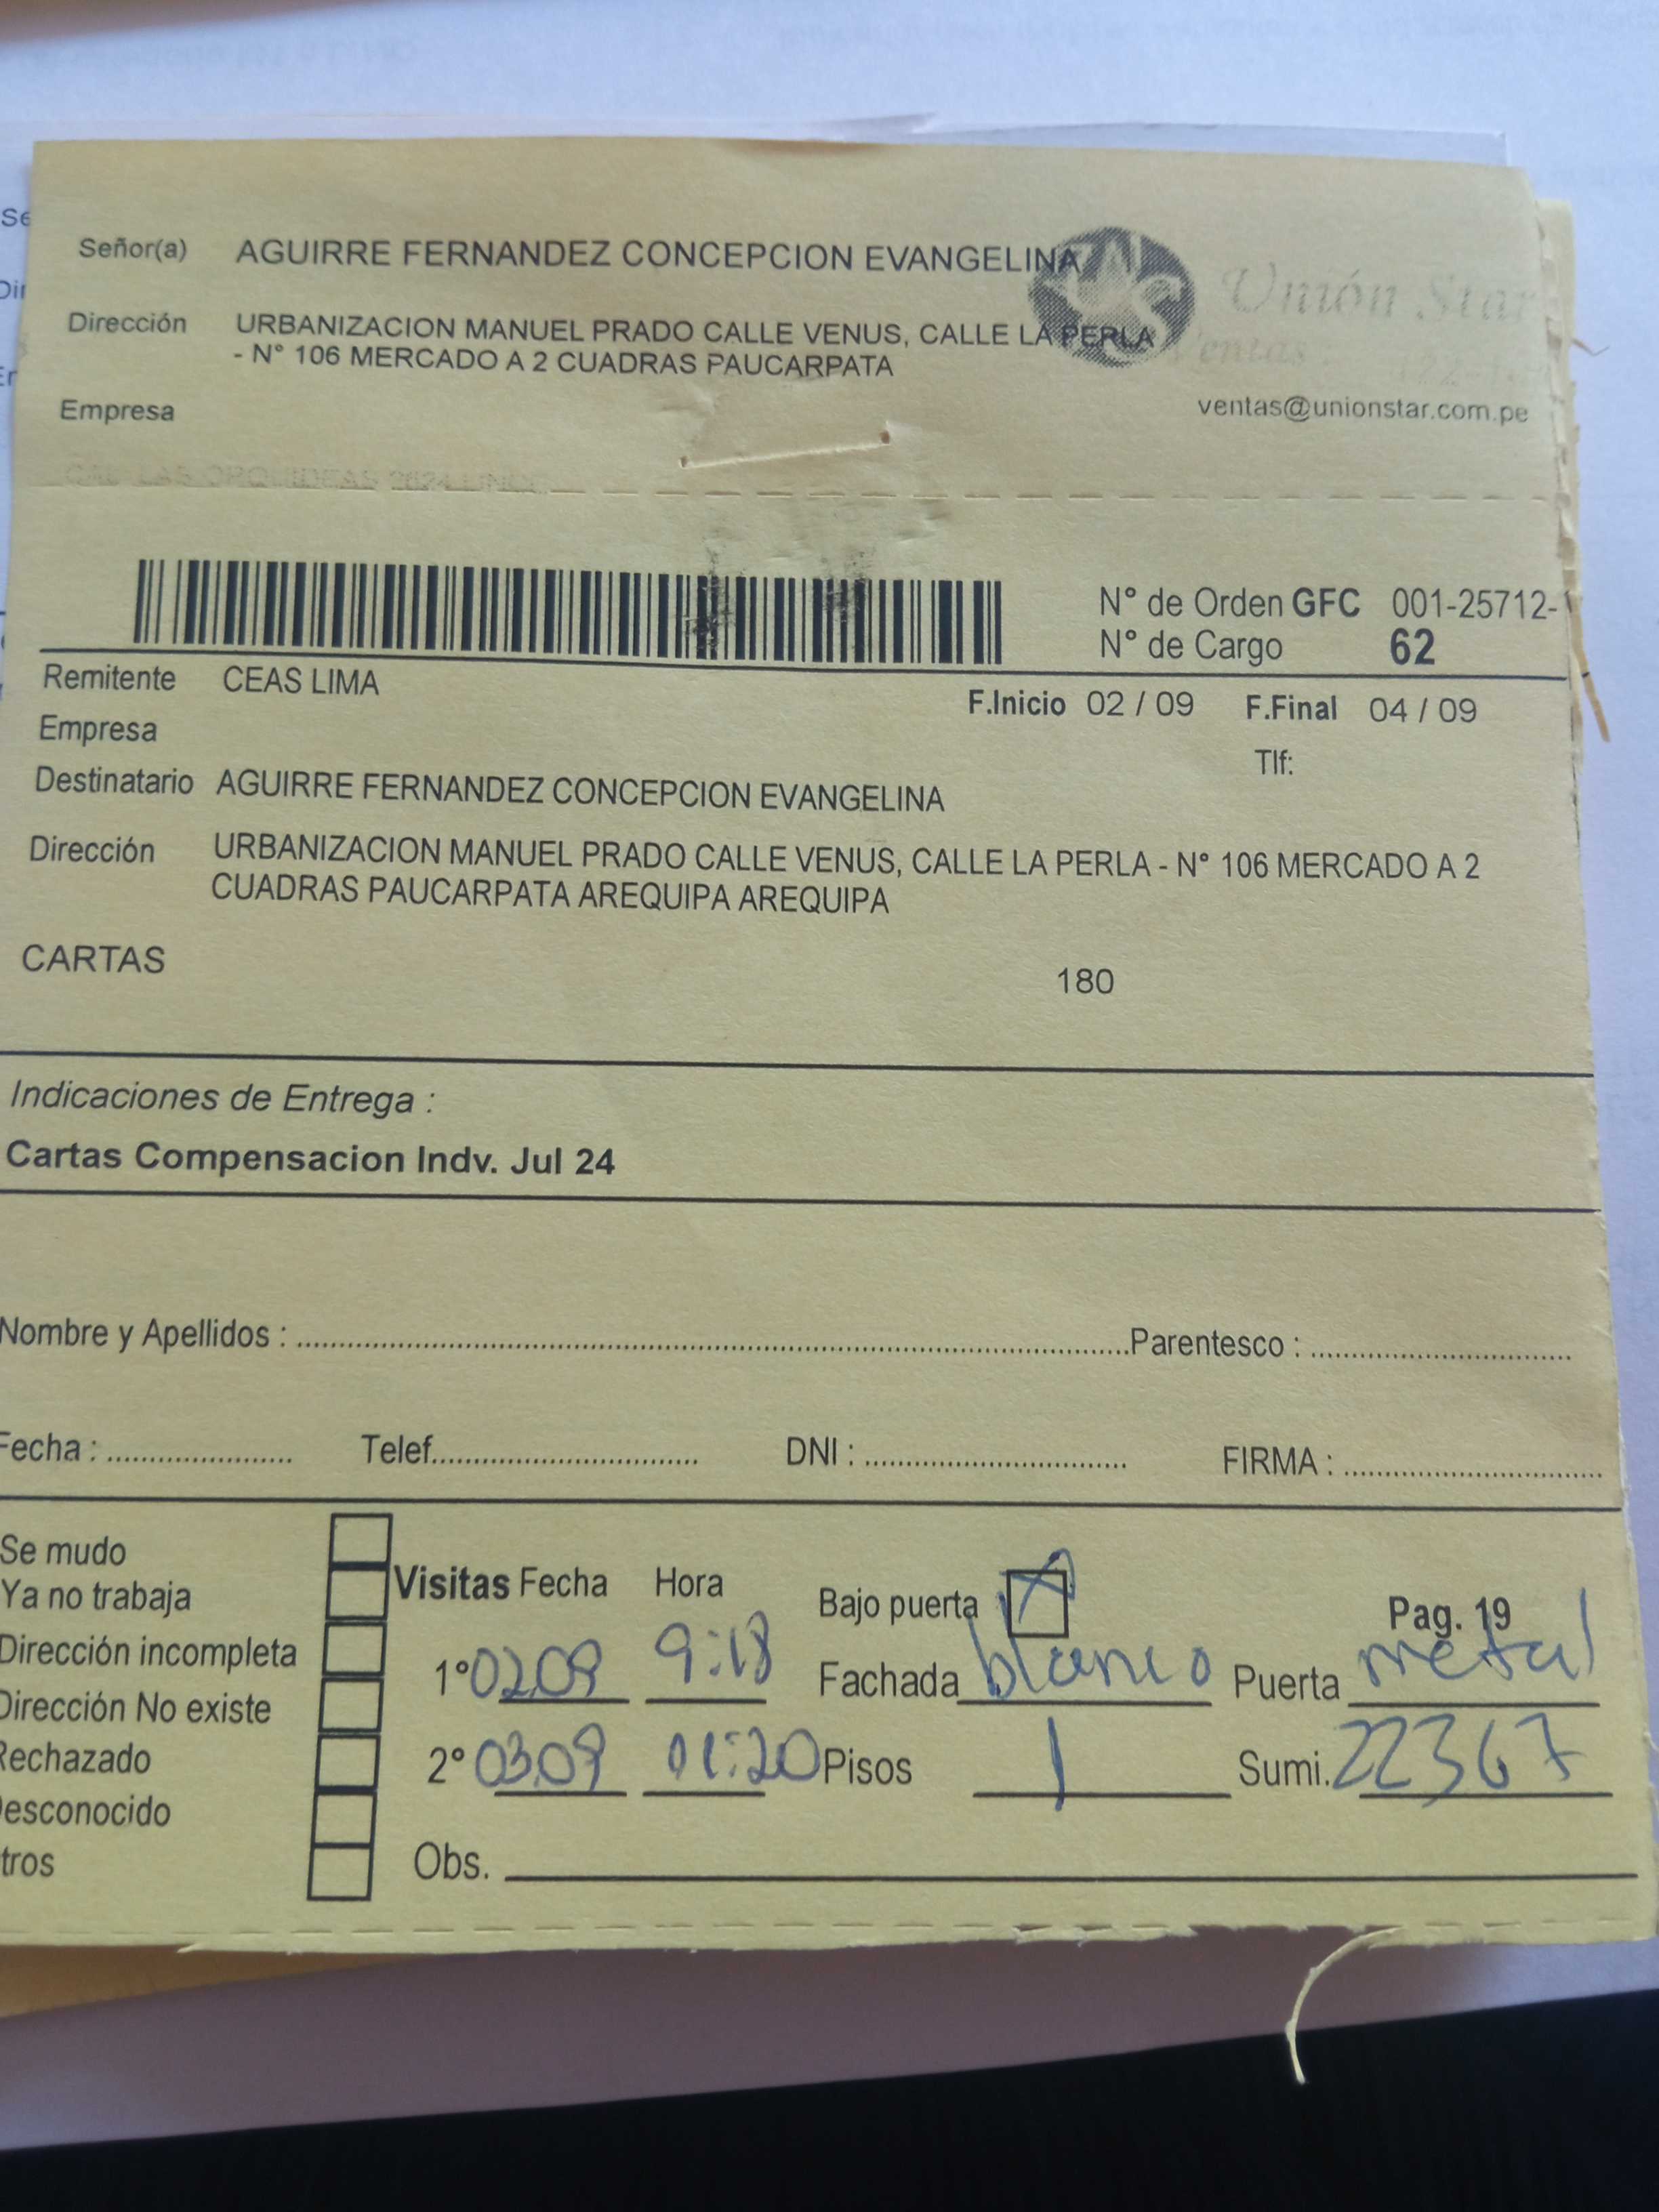 Señor(a) AGUIRRE FERNANDEZ CONCEPCION EVANGELINA
Unión Star
Dirección URBANIZACION MANUEL PRADO CALLE VENUS, CALLE LA PERLA
- N° 106 MERCADO A 2 CUADRAS PAUCARPATA
Ventas
Empresa
ventas@unionstar.com.pe
N° de Orden GFC 001-25712-
N° de Cargo 62
Remitente CEAS LIMA
F.Inicio 02 / 09 F.Final 04 / 09
Empresa
Tlf:
Destinatario AGUIRRE FERNANDEZ CONCEPCION EVANGELINA
Dirección URBANIZACION MANUEL PRADO CALLE VENUS, CALLE LA PERLA - N° 106 MERCADO A 2
CUADRAS PAUCARPATA AREQUIPA AREQUIPA
CARTAS 180
Indicaciones de Entrega :
Cartas Compensacion Indv. Jul 24
Nombre y Apellidos : Parentesco :
Fecha : Telef. DNI : FIRMA :
Se mudo
Ya no trabaja
Dirección incompleta
Dirección No existe
Rechazado
esconocido
tros
Visitas Fecha Hora Bajo puerta Pag. 19
1° 02.09 9:18 Fachada blanco Puerta metal
2° 03.09 01:20 Pisos 1 Sumi. 22367
Obs.